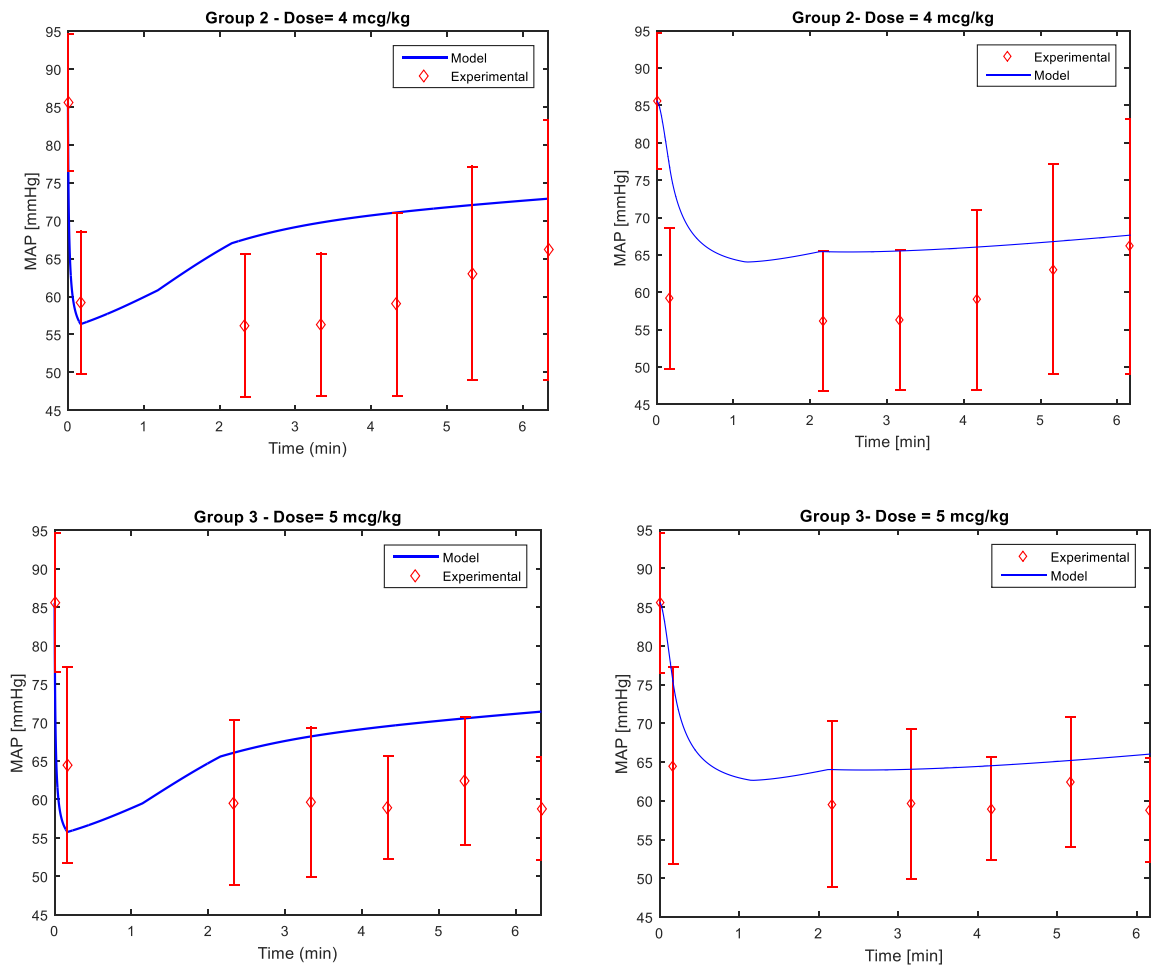 Group 2 - Dose= 4 mcg/kg
95
90
85
80
75
70
65
60
55
50
45
MAP [mmHg]
Model
Experimental
0 1 2 3 4 5 6
Time (min)
Group 2- Dose = 4 mcg/kg
95
90
85
80
75
70
65
60
55
50
45
MAP [mmHg]
Experimental
Model
0 1 2 3 4 5 6
Time [min]
Group 3 - Dose= 5 mcg/kg
95
90
85
80
75
70
65
60
55
50
45
MAP [mmHg]
Model
Experimental
0 1 2 3 4 5 6
Time (min)
Group 3- Dose = 5 mcg/kg
95
90
85
80
75
70
65
60
55
50
45
MAP [mmHg]
Experimental
Model
0 1 2 3 4 5 6
Time [min]